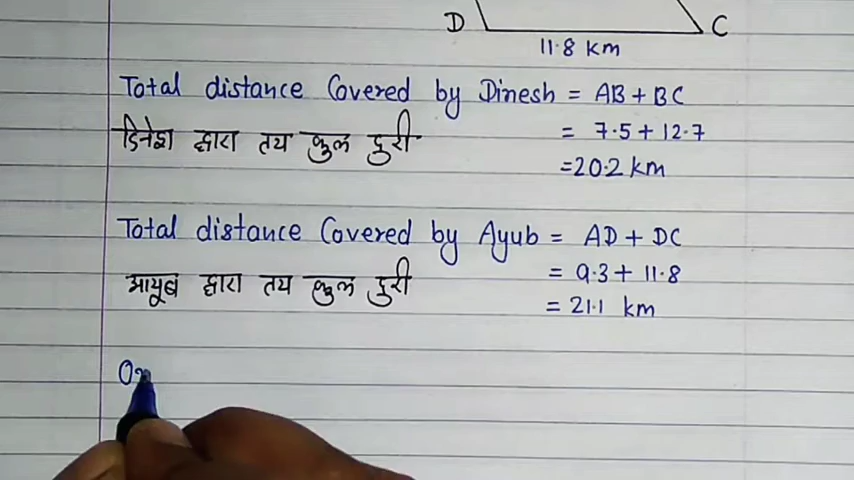 D C
11.8 km
Total distance Covered by Dinesh = AB + BC
डिनेश द्वारा तय कुल दुरी = 7.5 + 12.7
= 20.2 km
Total distance Covered by Ayub = AD + DC
आयूब द्वारा तय कुल दुरी = 9.3 + 11.8
= 21.1 km